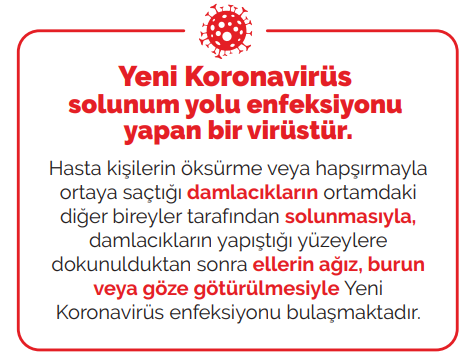 Yeni Koronavirüs
solunum yolu enfeksiyonu
yapan bir virüstür.
Hasta kişilerin öksürme veya hapşırmayla
ortaya saçtığı damlacıkların ortamdaki
diğer bireyler tarafından solunmasıyla,
damlacıkların yapıştığı yüzeylere
dokunulduktan sonra ellerin ağız, burun
veya göze götürülmesiyle Yeni
Koronavirüs enfeksiyonu bulaşmaktadır.